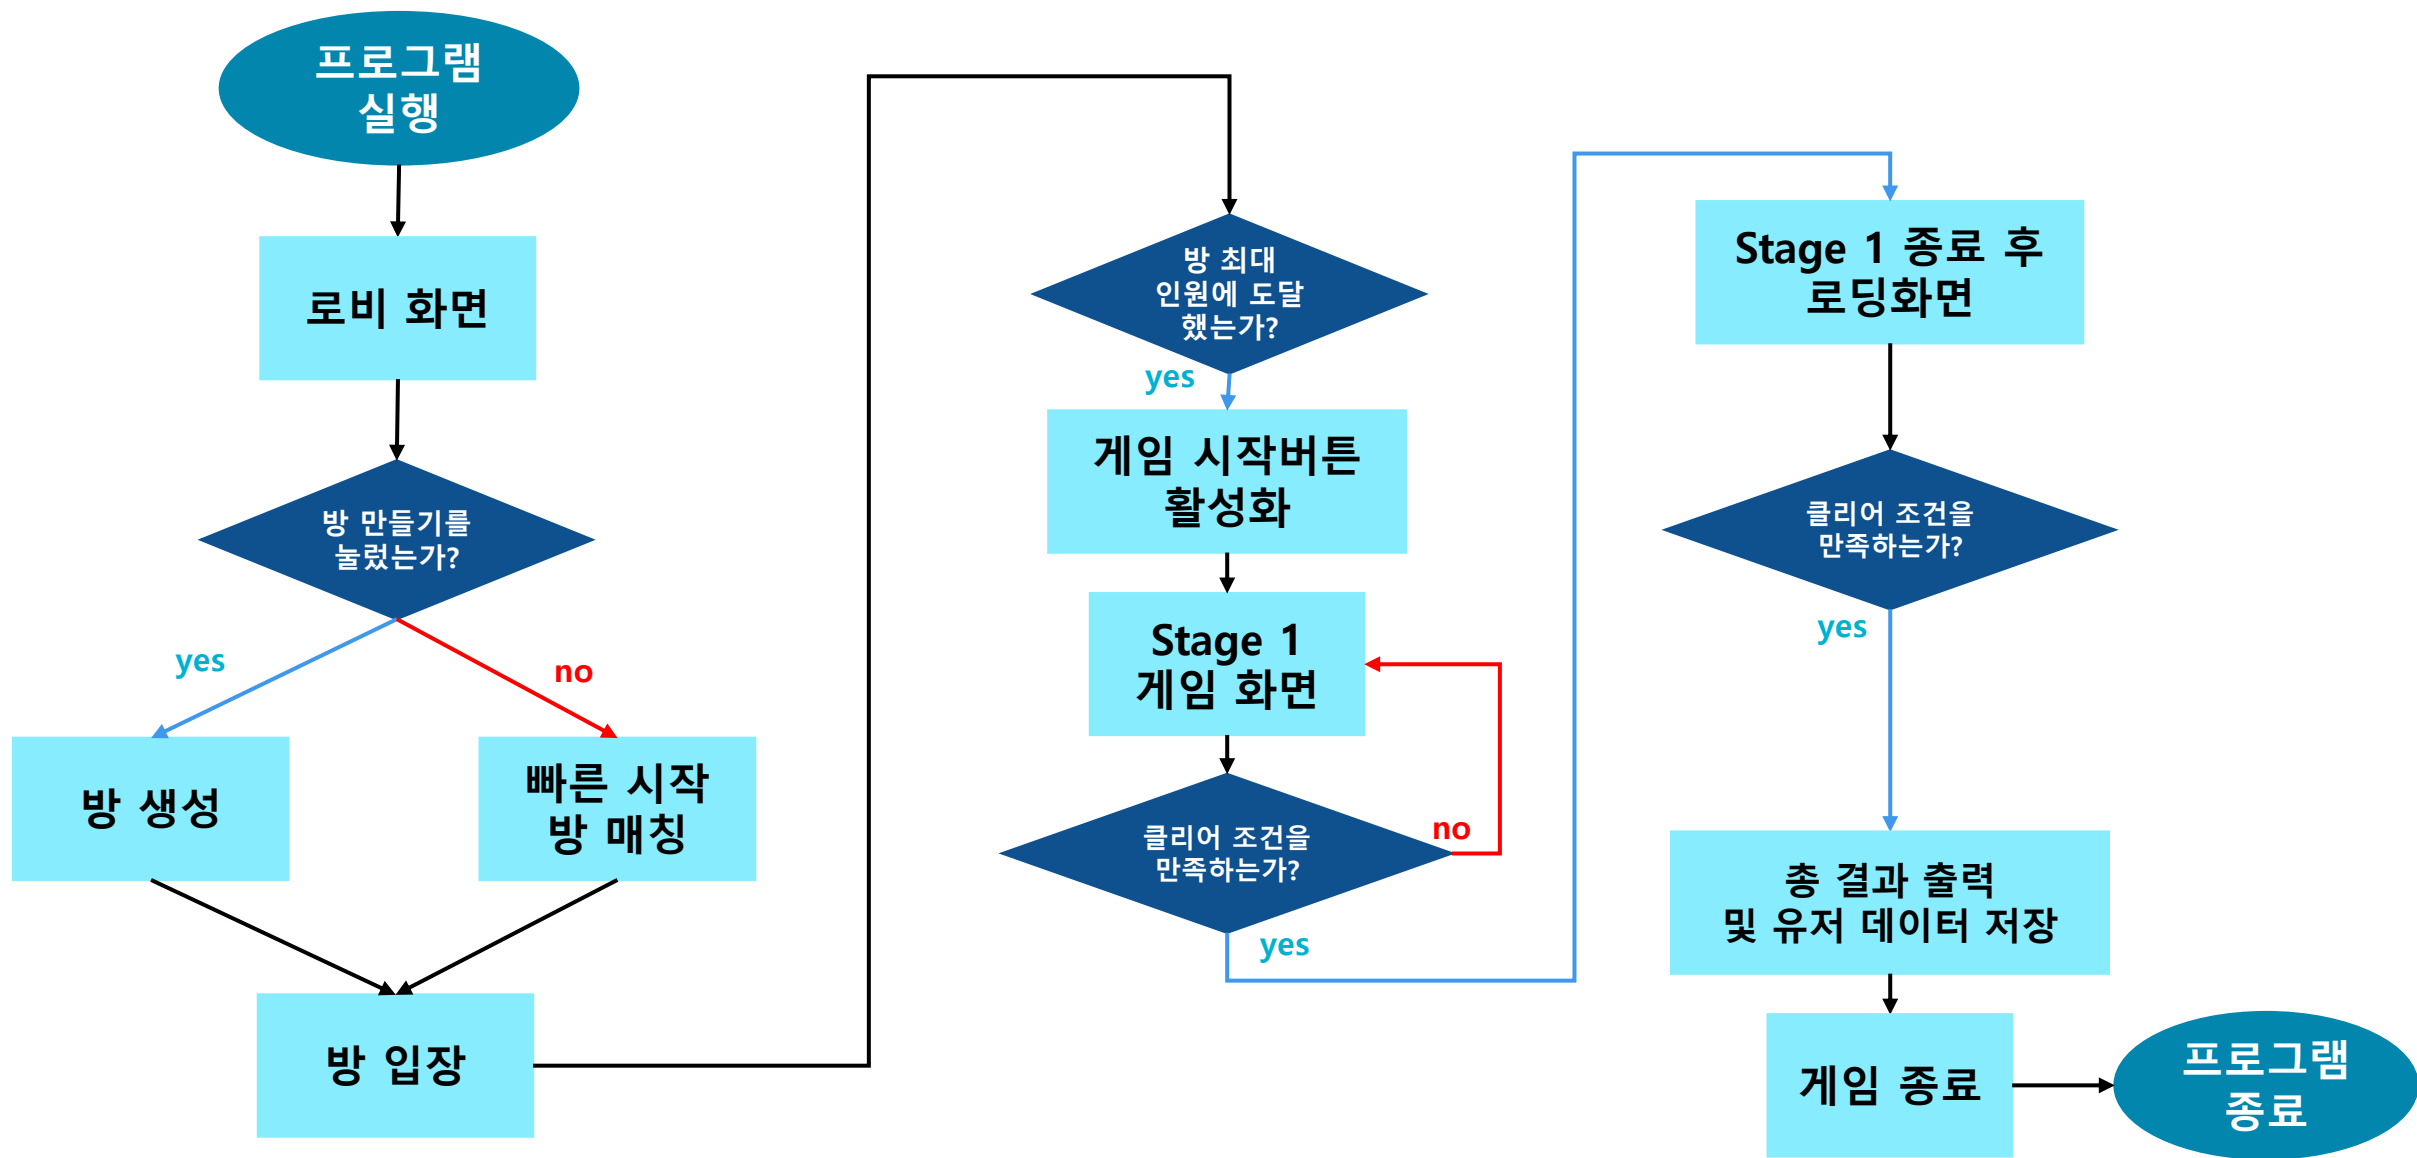 프로그램
실행
로비 화면
방 만들기를
눌렀는가?
yes
no
방 생성
빠른 시작
방 매칭
방 입장
방 최대
인원에 도달
했는가?
yes
게임 시작버튼
활성화
Stage 1
게임 화면
클리어 조건을
만족하는가?
no
yes
Stage 1 종료 후
로딩화면
클리어 조건을
만족하는가?
yes
총 결과 출력
및 유저 데이터 저장
게임 종료
프로그램
종료